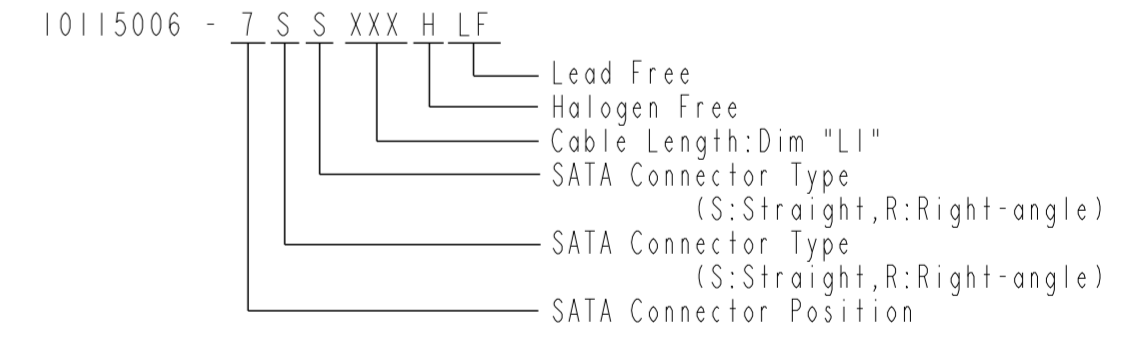 10115006 - 7 S S XXX H LF
Lead Free
Halogen Free
Cable Length:Dim "L1"
SATA Connector Type
(S:Straight,R:Right-angle)
SATA Connector Type
(S:Straight,R:Right-angle)
SATA Connector Position